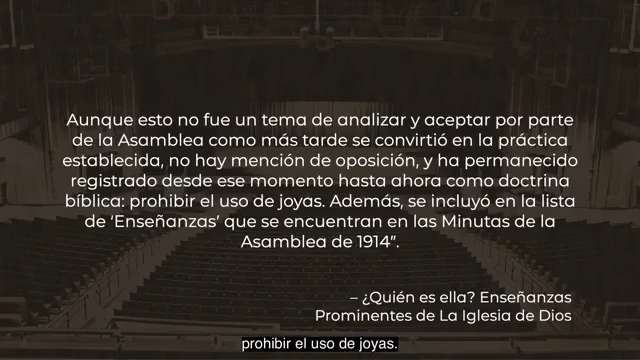 Aunque esto no fue un tema de analizar y aceptar por parte
de la Asamblea como más tarde se convirtió en la práctica
establecida, no hay mención de oposición, y ha permanecido
registrado desde ese momento hasta ahora como doctrina
bíblica: prohibir el uso de joyas. Además, se incluyó en la lista
de ‘Enseñanzas’ que se encuentran en las Minutas de la
Asamblea de 1914”.
– ¿Quién es ella? Enseñanzas
Prominentes de La Iglesia de Dios
prohibir el uso de joyas.